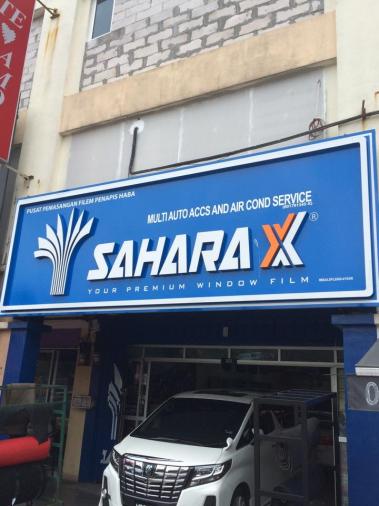 PUSAT PEMASANGAN FILEM PENAPIS HABA
MULTI AUTO ACCS AND AIR COND SERVICE
SAHARA X ®
YOUR PREMIUM WINDOW FILM